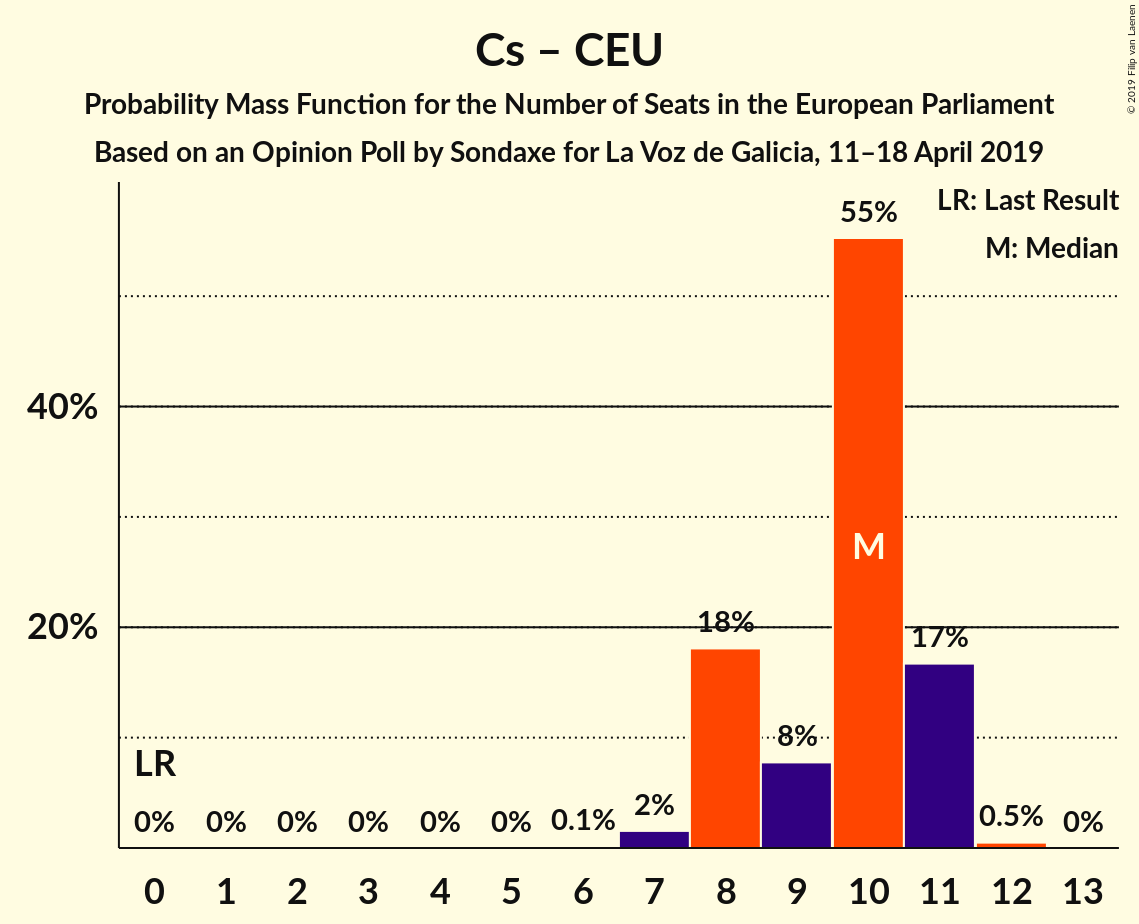 Cs – CEU
Probability Mass Function for the Number of Seats in the European Parliament
Based on an Opinion Poll by Sondaxe for La Voz de Galicia, 11–18 April 2019
© 2019 Filip van Laenen
LR: Last Result
M: Median
55%
40%
M
20%
18%
17%
8%
LR
0%
0%
0%
0%
0%
0%
0.1%
2%
0.5%
0%
0 1 2 3 4 5 6 7 8 9 10 11 12 13